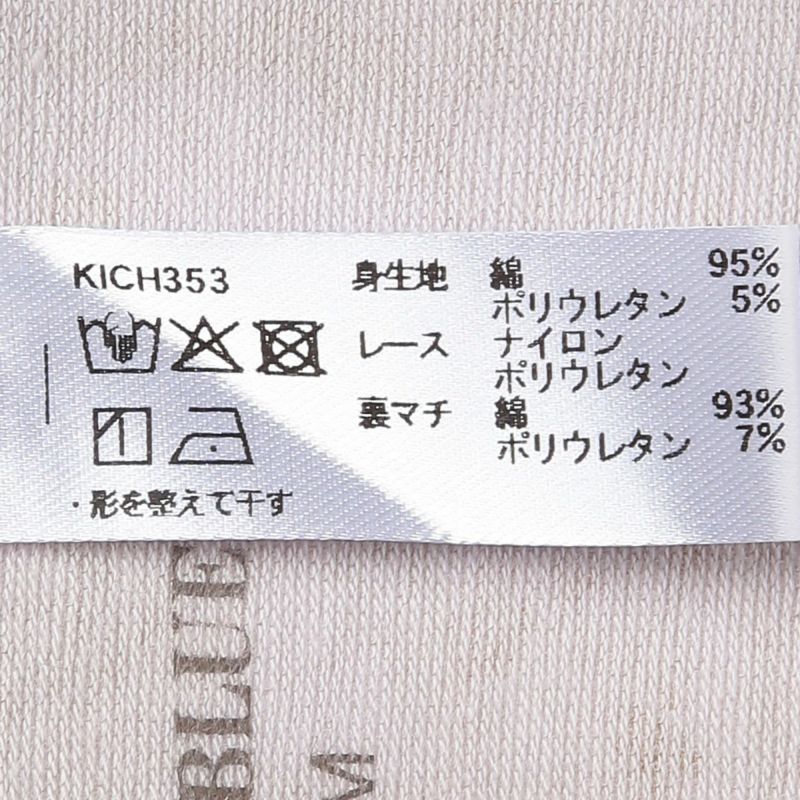 KICH353
身生地 綿 95%
ポリウレタン 5%
レース ナイロン
ポリウレタン
裏マチ 綿 93%
ポリウレタン 7%
・形を整えて干す
BLUE
M